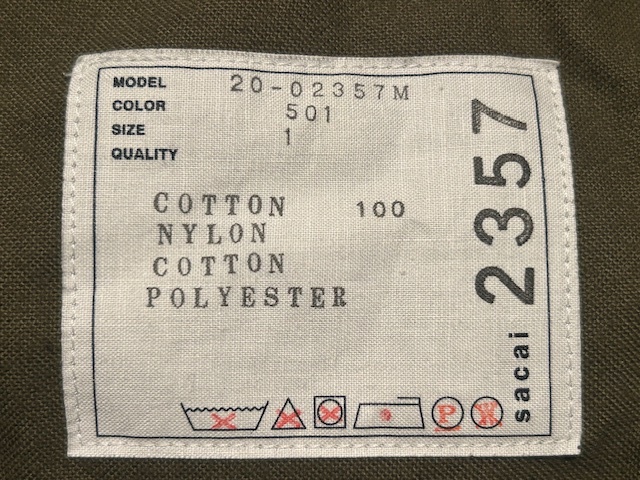 MODEL 20-02357M
COLOR 501
SIZE 1
QUALITY
COTTON 100
NYLON
COTTON
POLYESTER
P W
sacai 2357